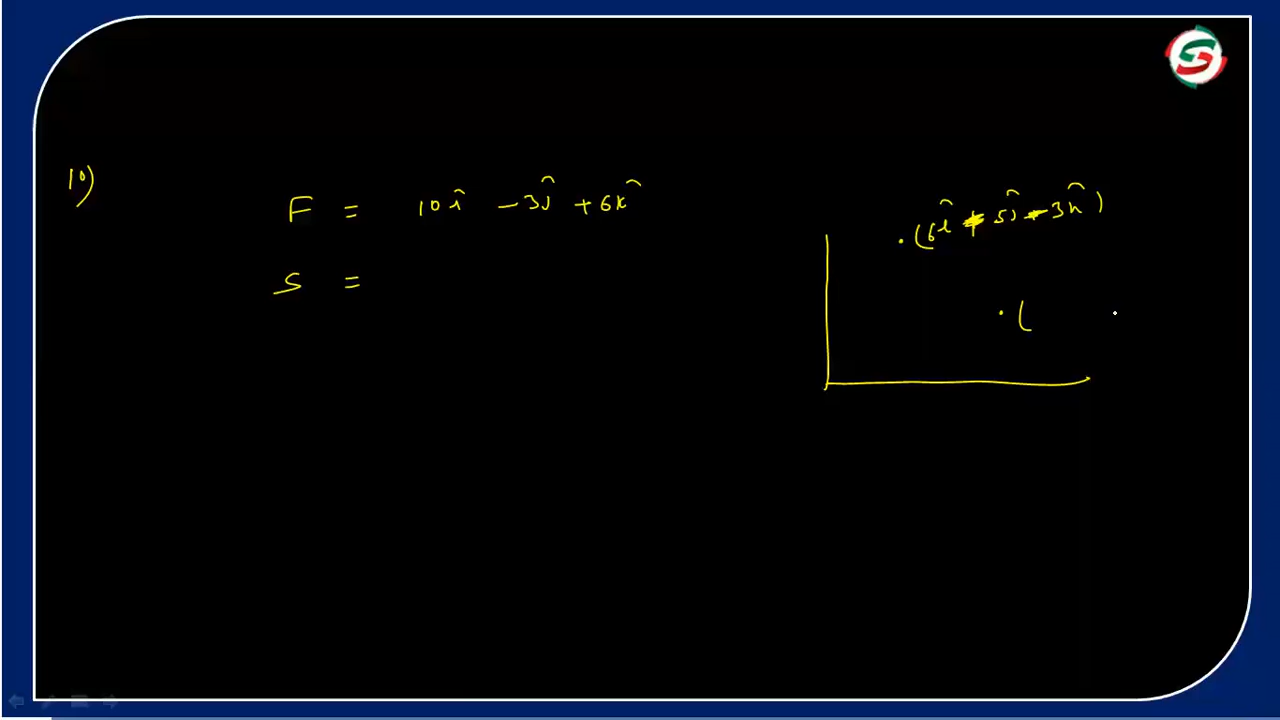 10)
F = 10î - 3ĵ + 6k̂
.(6î + 5ĵ - 3k̂)
S =
.(